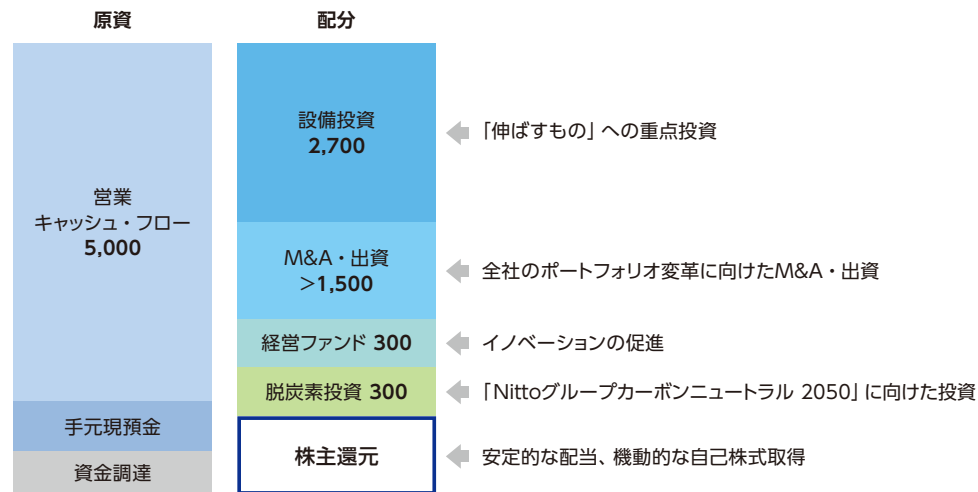 原資
配分
営業
キャッシュ・フロー
5,000
手元現預金
資金調達
設備投資
2,700
M&A・出資
>1,500
経営ファンド 300
脱炭素投資 300
株主還元
「伸ばすもの」への重点投資
全社のポートフォリオ変革に向けたM&A・出資
イノベーションの促進
「Nittoグループカーボンニュートラル 2050」に向けた投資
安定的な配当、機動的な自己株式取得